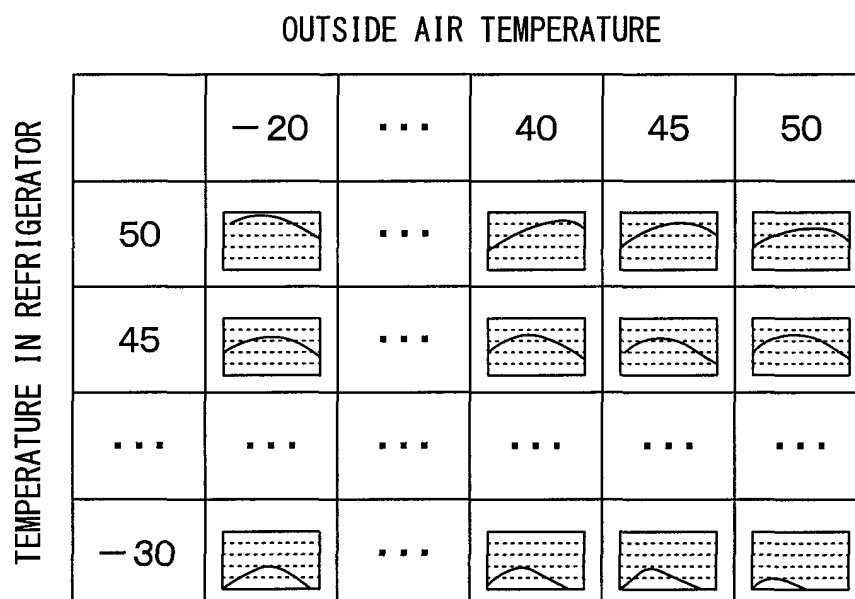 OUTSIDE AIR TEMPERATURE
TEMPERATURE IN REFRIGERATOR
−20 ··· 40 45 50
50 ···
45 ···
··· ··· ··· ··· ··· ···
−30 ···